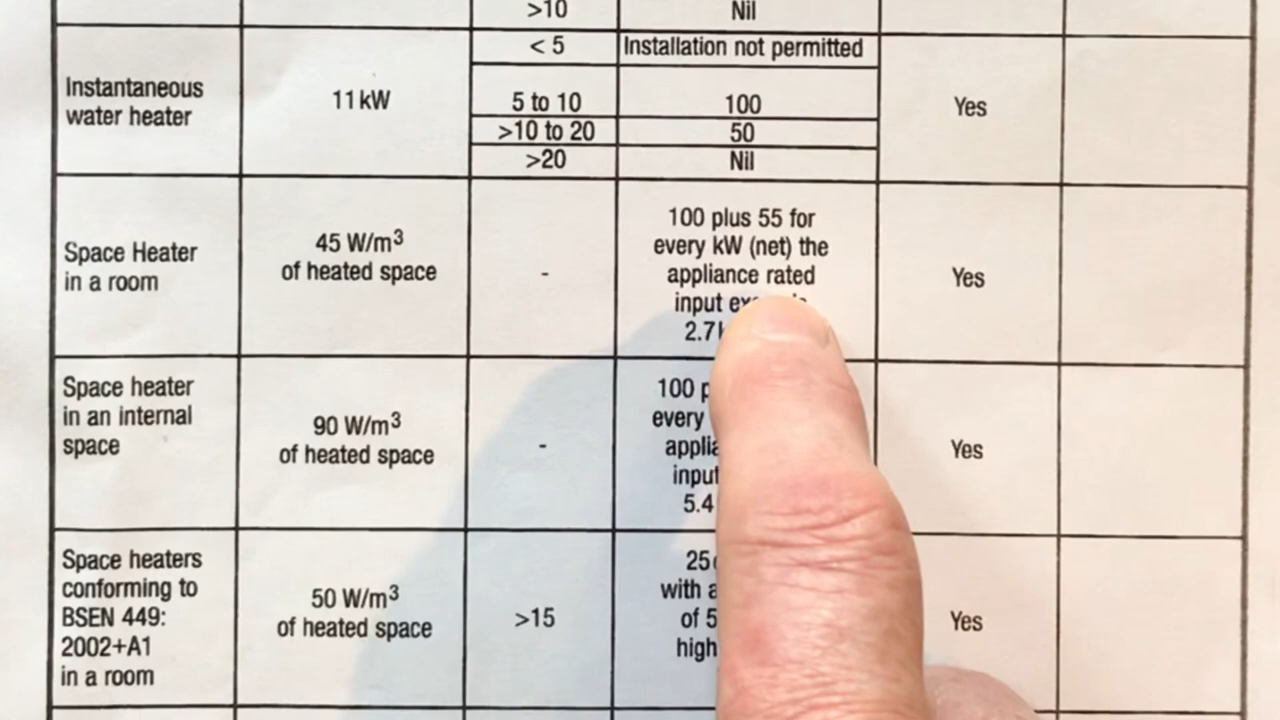 >10 Nil
< 5 Installation not permitted
Instantaneous
water heater
11 kW
5 to 10 100
>10 to 20 50
>20 Nil
Yes
Space Heater
in a room
45 W/m³
of heated space
-
100 plus 55 for
every kW (net) the
appliance rated
input
2.7
Yes
Space heater
in an internal
space
90 W/m³
of heated space
-
100
every
input
5.4
Yes
Space heaters
conforming to
BSEN 449:
2002+A1
in a room
50 W/m³
of heated space
>15
25
with
of 5
high
Yes